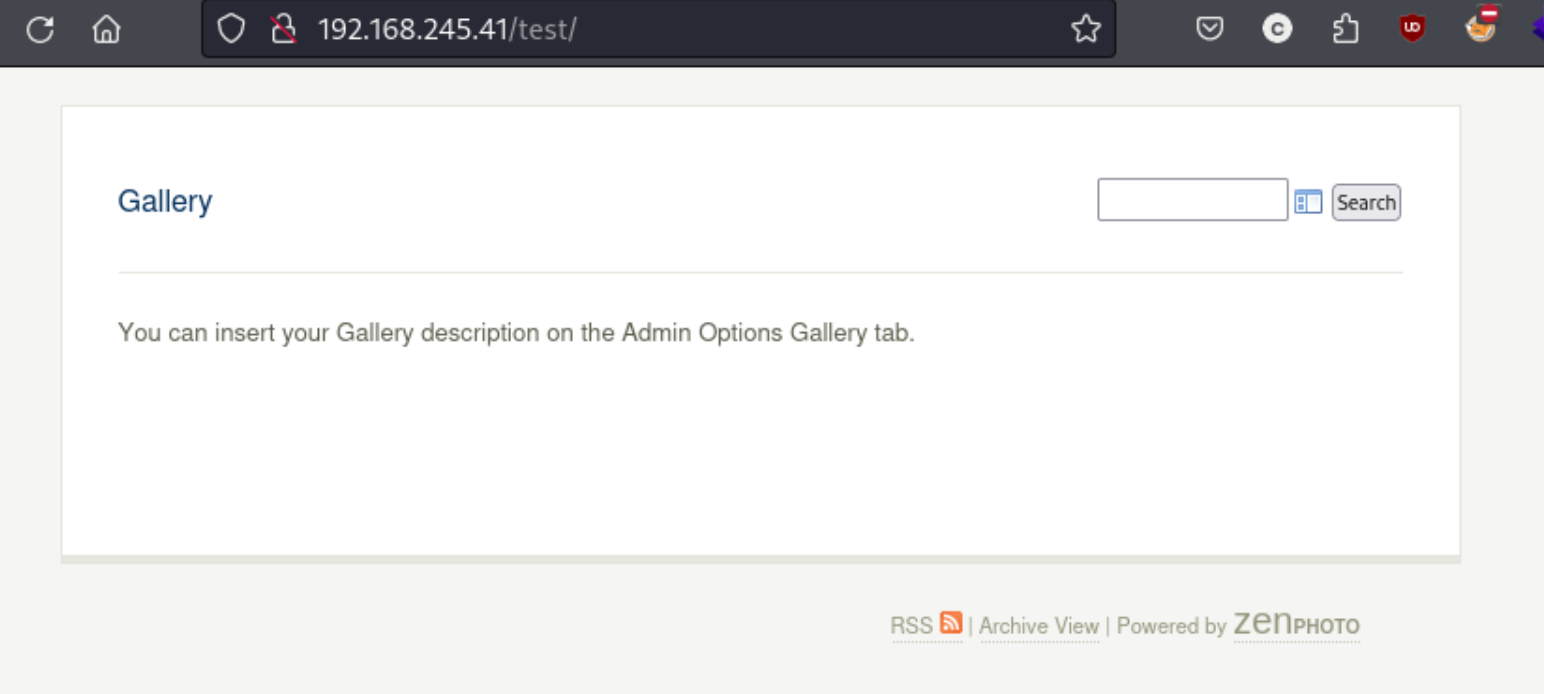 192.168.245.41/test/
Gallery
Search
You can insert your Gallery description on the Admin Options Gallery tab.
RSS | Archive View | Powered by zenPHOTO